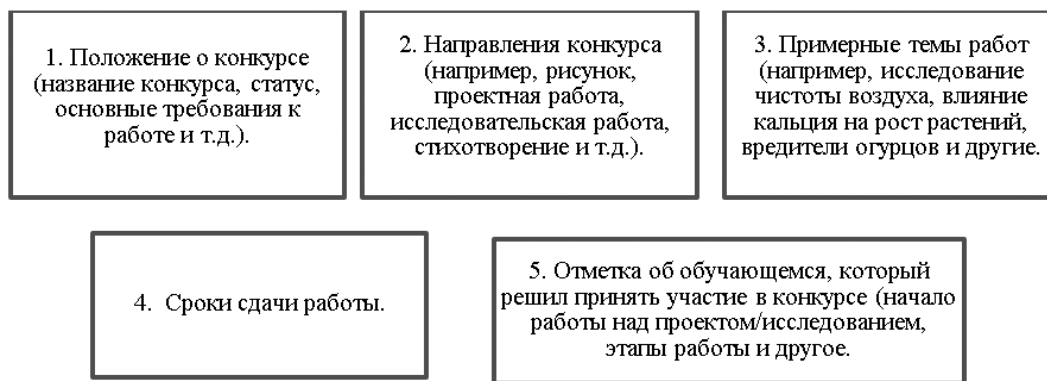 1. Положение о конкурсе
(название конкурса, статус,
основные требования к
работе и т.д.).
2. Направления конкурса
(например, рисунок,
проектная работа,
исследовательская работа,
стихотворение и т.д.).
3. Примерные темы работ
(например, исследование
чистоты воздуха, влияние
кальция на рост растений,
вредители огурцов и другие.
4. Сроки сдачи работы.
5. Отметка об обучающемся, который
решил принять участие в конкурсе (начало
работы над проектом/исследованием,
этапы работы и другое.